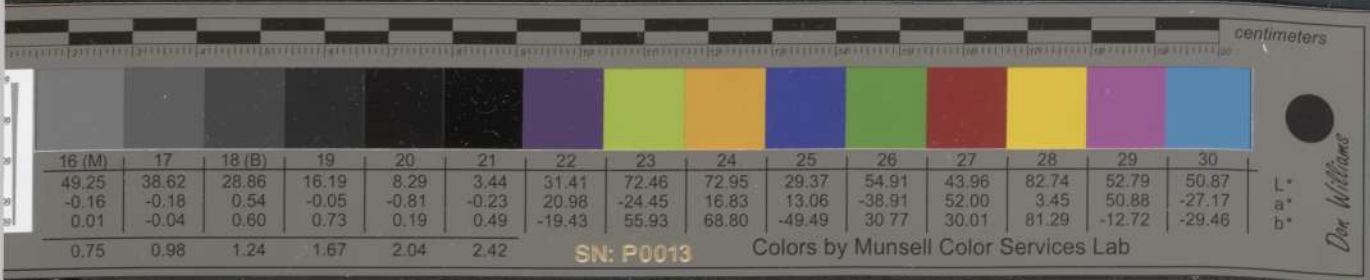 centimeters
16 (M) 17 18 (B) 19 20 21 22 23 24 25 26 27 28 29 30
49.25 38.62 28.86 16.19 8.29 3.44 31.41 72.46 72.95 29.37 54.91 43.96 82.74 52.79 50.87 L*
-0.16 -0.18 0.54 -0.05 -0.81 -0.23 20.98 -24.45 16.83 13.06 -38.91 52.00 3.45 50.88 -27.17 a*
0.01 -0.04 0.60 0.73 0.19 0.49 -19.43 55.93 68.80 -49.49 30.77 30.01 81.29 -12.72 -29.46 b*
0.75 0.98 1.24 1.67 2.04 2.42 SN: P0013 Colors by Munsell Color Services Lab
Don Williams